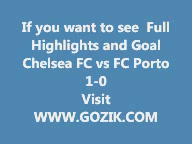 If you want to see Full
Highlights and Goal
Chelsea FC vs FC Porto
1-0
Visit
WWW.GOZIK.COM